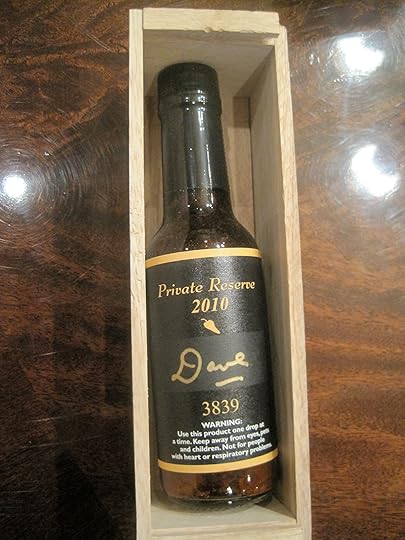 Private Reserve
2010
Dave
3839
WARNING:
Use this product one drop at
a time. Keep away from eyes, pets
and children. Not for people
with heart or respiratory problems.